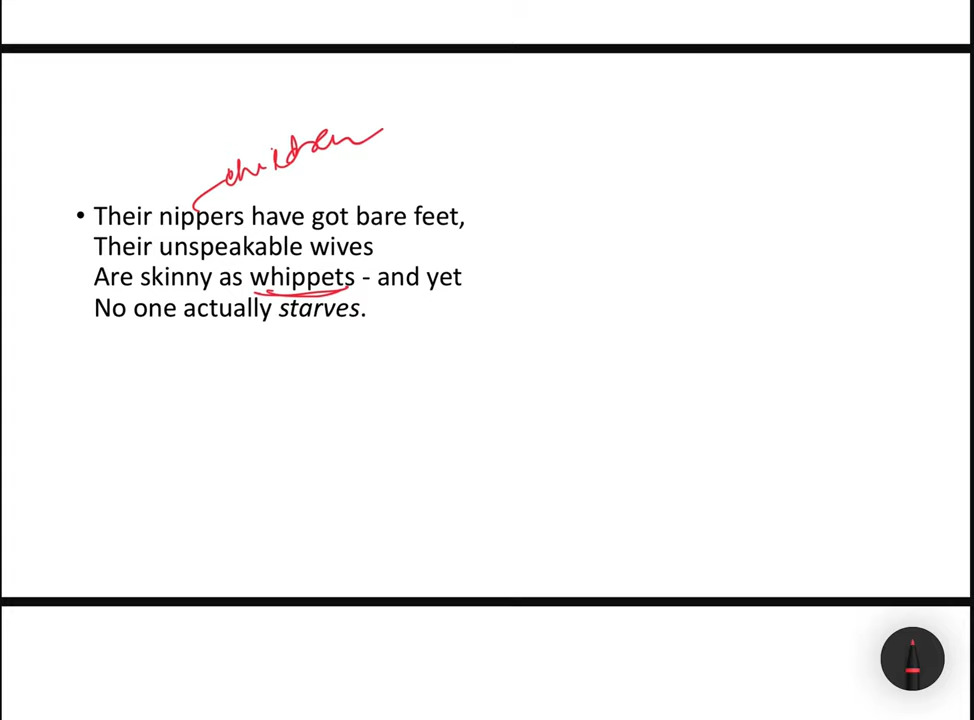 children
• Their nippers have got bare feet,
Their unspeakable wives
Are skinny as whippets - and yet
No one actually starves.